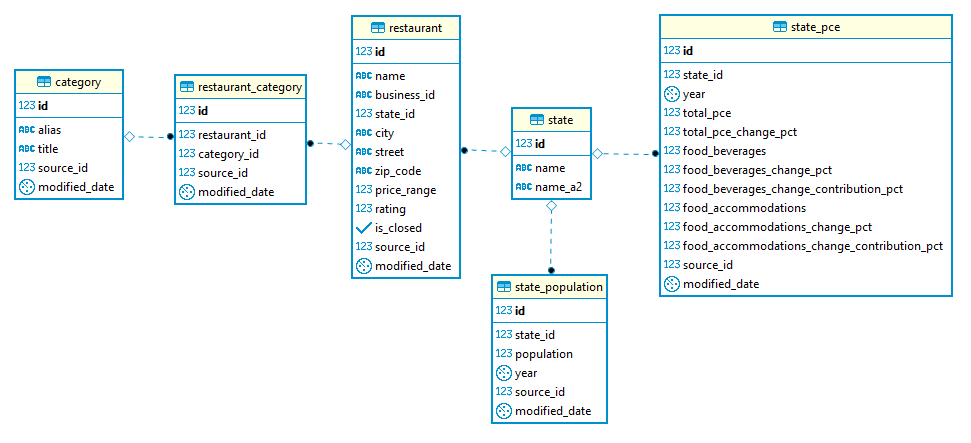 category
123 id
ABC alias
ABC title
123 source_id
modified_date
restaurant_category
123 id
123 restaurant_id
123 category_id
123 source_id
modified_date
restaurant
123 id
ABC name
ABC business_id
123 state_id
ABC city
ABC street
ABC zip_code
123 price_range
123 rating
is_closed
123 source_id
modified_date
state
123 id
ABC name
ABC name_a2
state_population
123 id
123 state_id
123 population
year
123 source_id
modified_date
state_pce
123 id
123 state_id
year
123 total_pce
123 total_pce_change_pct
123 food_beverages
123 food_beverages_change_pct
123 food_beverages_change_contribution_pct
123 food_accommodations
123 food_accommodations_change_pct
123 food_accommodations_change_contribution_pct
123 source_id
modified_date